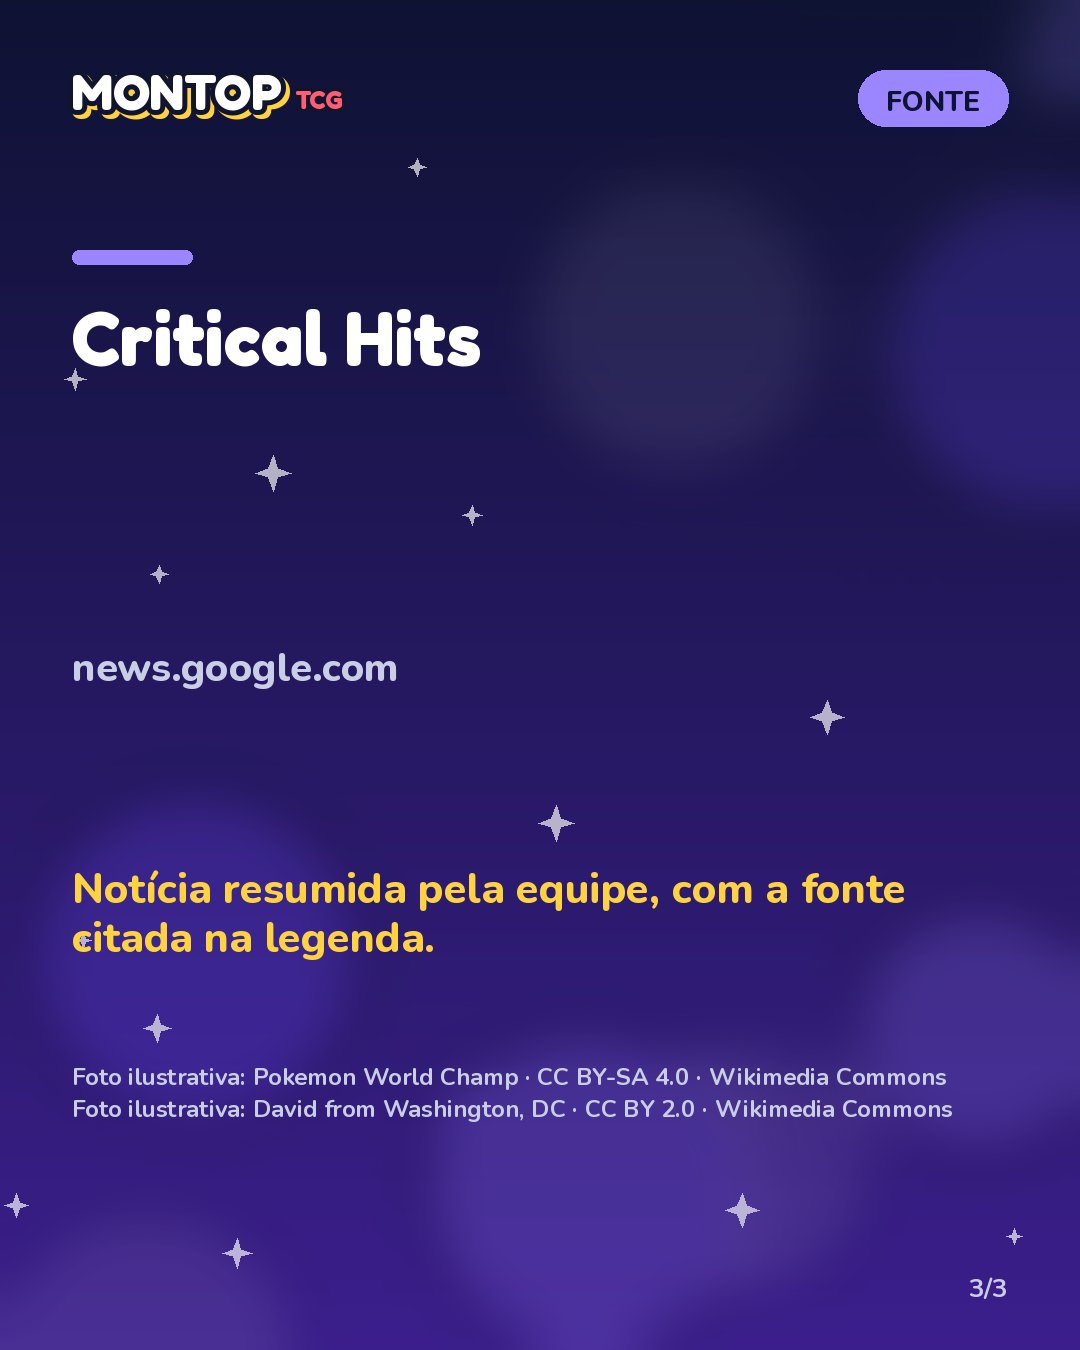 MONTOP TCG
FONTE
Critical Hits
news.google.com
Notícia resumida pela equipe, com a fonte
citada na legenda.
Foto ilustrativa: Pokemon World Champ · CC BY-SA 4.0 · Wikimedia Commons
Foto ilustrativa: David from Washington, DC · CC BY 2.0 · Wikimedia Commons
3/3